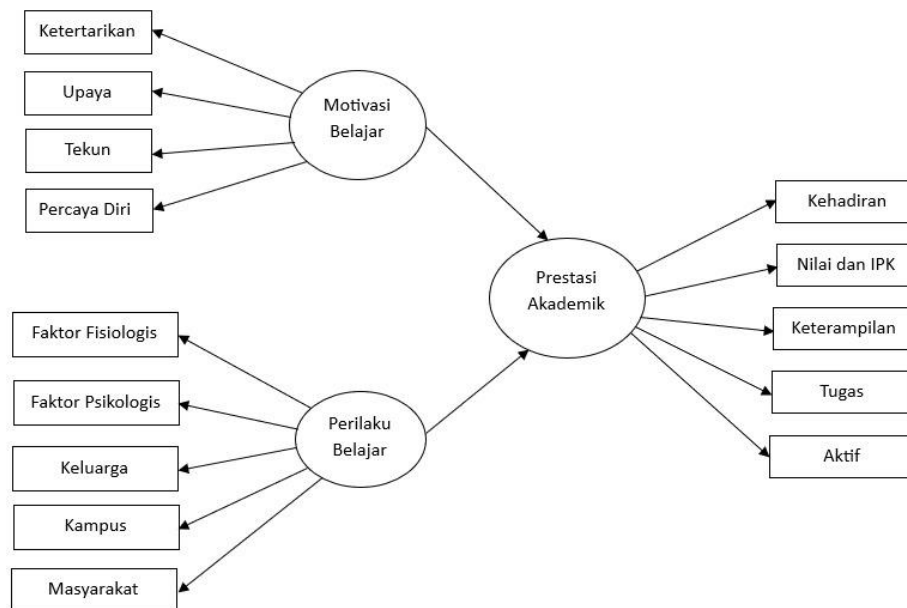 Ketertarikan
Upaya
Tekun
Percaya Diri
Motivasi
Belajar
Faktor Fisiologis
Faktor Psikologis
Keluarga
Kampus
Masyarakat
Perilaku
Belajar
Prestasi
Akademik
Kehadiran
Nilai dan IPK
Keterampilan
Tugas
Aktif